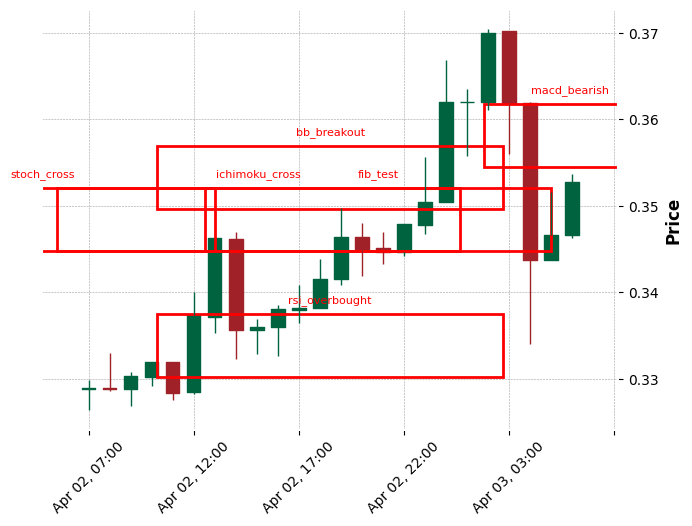 0.37
macd_bearish
0.36
bb_breakout
stoch_cross
ichimoku_cross
fib_test
0.35
Price
0.34
rsi_overbought
0.33
Apr 02, 07:00
Apr 02, 12:00
Apr 02, 17:00
Apr 02, 22:00
Apr 03, 03:00